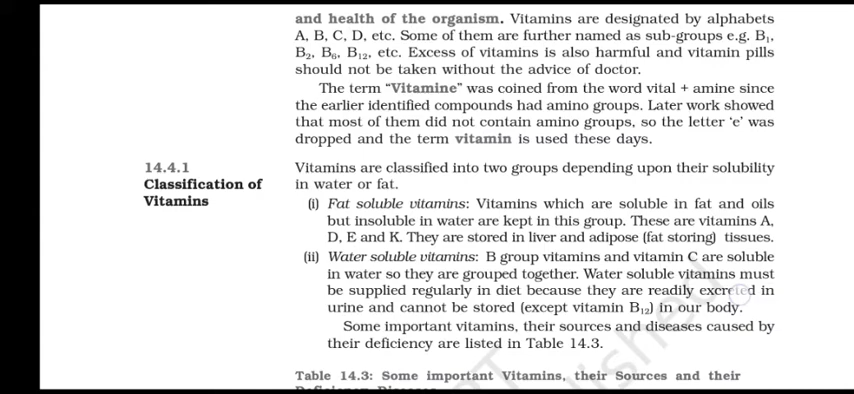 and health of the organism. Vitamins are designated by alphabets
A, B, C, D, etc. Some of them are further named as sub-groups e.g. B₁,
B₂, B₆, B₁₂, etc. Excess of vitamins is also harmful and vitamin pills
should not be taken without the advice of doctor.
The term “Vitamine” was coined from the word vital + amine since
the earlier identified compounds had amino groups. Later work showed
that most of them did not contain amino groups, so the letter ‘e’ was
dropped and the term vitamin is used these days.
14.4.1
Classification of
Vitamins
Vitamins are classified into two groups depending upon their solubility
in water or fat.
(i) Fat soluble vitamins: Vitamins which are soluble in fat and oils
but insoluble in water are kept in this group. These are vitamins A,
D, E and K. They are stored in liver and adipose (fat storing) tissues.
(ii) Water soluble vitamins: B group vitamins and vitamin C are soluble
in water so they are grouped together. Water soluble vitamins must
be supplied regularly in diet because they are readily excreted in
urine and cannot be stored (except vitamin B₁₂) in our body.
Some important vitamins, their sources and diseases caused by
their deficiency are listed in Table 14.3.
Table 14.3: Some important Vitamins, their Sources and their
Deficiency Diseases